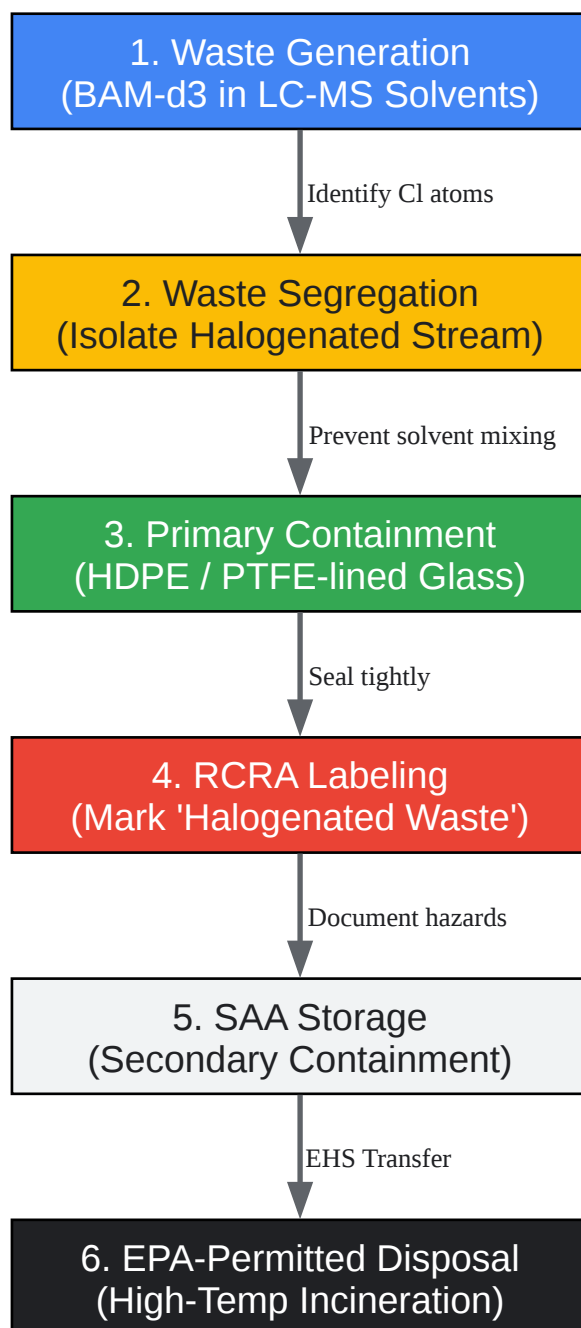 1. Waste Generation
(BAM-d3 in LC-MS Solvents)
Identify Cl atoms
2. Waste Segregation
(Isolate Halogenated Stream)
Prevent solvent mixing
3. Primary Containment
(HDPE / PTFE-lined Glass)
Seal tightly
4. RCRA Labeling
(Mark 'Halogenated Waste')
Document hazards
5. SAA Storage
(Secondary Containment)
EHS Transfer
6. EPA-Permitted Disposal
(High-Temp Incineration)